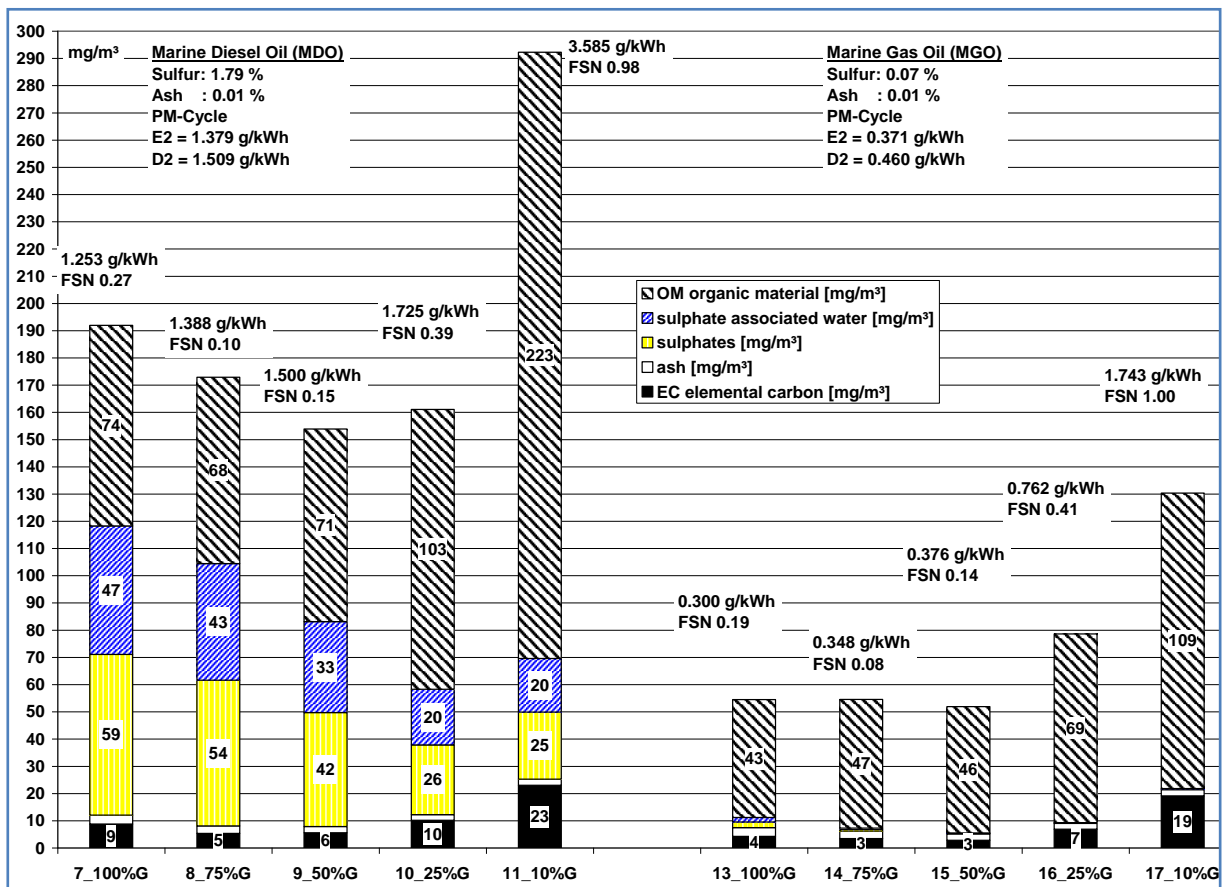 300
290
280
270
260
250
240
230
220
210
200
190
180
170
160
150
140
130
120
110
100
90
80
70
60
50
40
30
20
10
0
mg/m³
Marine Diesel Oil (MDO)
Sulfur: 1.79 %
Ash : 0.01 %
PM-Cycle
E2 = 1.379 g/kWh
D2 = 1.509 g/kWh
3.585 g/kWh
FSN 0.98
Marine Gas Oil (MGO)
Sulfur: 0.07 %
Ash : 0.01 %
PM-Cycle
E2 = 0.371 g/kWh
D2 = 0.460 g/kWh
1.253 g/kWh
FSN 0.27
1.388 g/kWh
FSN 0.10
1.500 g/kWh
FSN 0.15
1.725 g/kWh
FSN 0.39
OM organic material [mg/m³]
sulphate associated water [mg/m³]
sulphates [mg/m³]
ash [mg/m³]
EC elemental carbon [mg/m³]
0.300 g/kWh
FSN 0.19
0.348 g/kWh
FSN 0.08
0.376 g/kWh
FSN 0.14
0.762 g/kWh
FSN 0.41
1.743 g/kWh
FSN 1.00
74
47
59
9
68
43
54
5
71
33
42
6
103
20
26
10
223
20
25
23
43
4
47
3
46
3
69
7
109
19
7_100%G
8_75%G
9_50%G
10_25%G
11_10%G
13_100%G
14_75%G
15_50%G
16_25%G
17_10%G